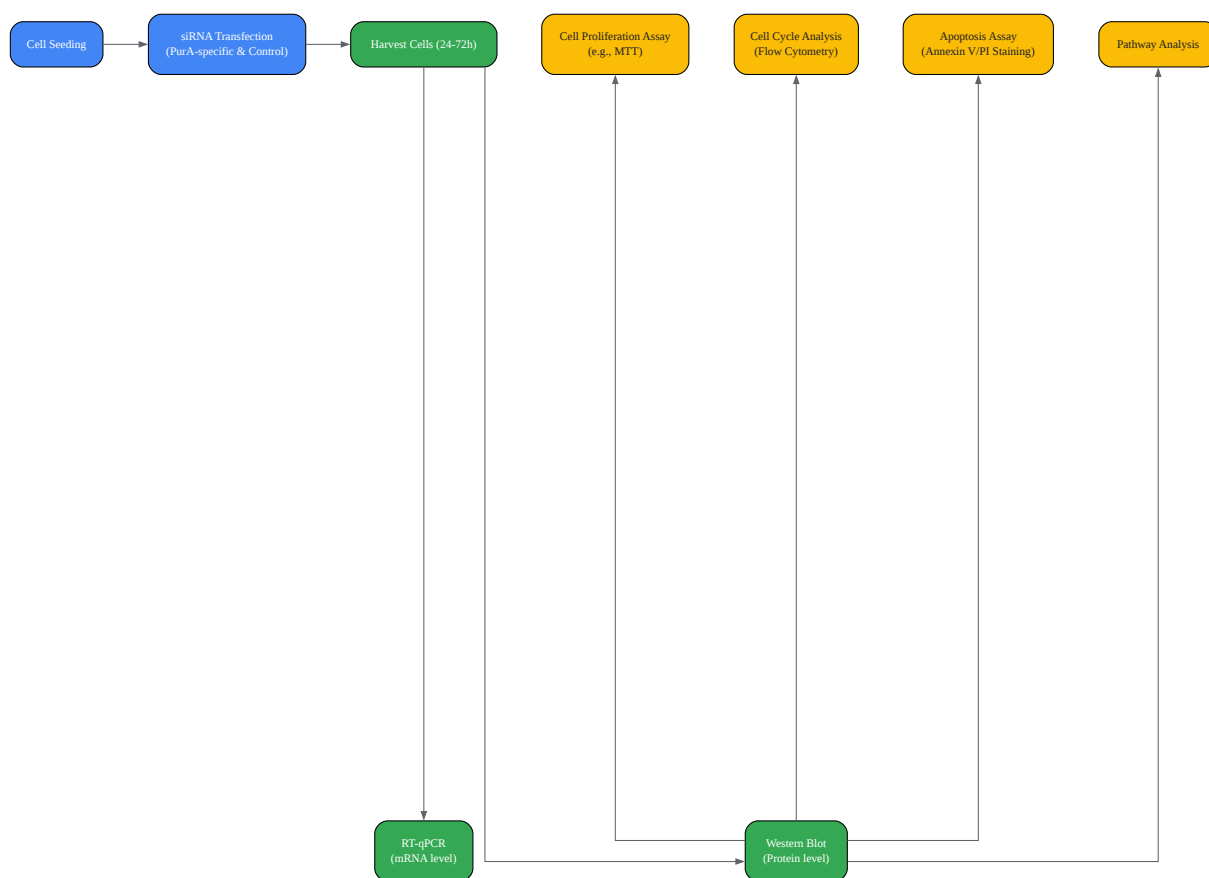 Cell Seeding
siRNA Transfection
(PurA-specific & Control)
Harvest Cells (24-72h)
Cell Proliferation Assay
(e.g., MTT)
Cell Cycle Analysis
(Flow Cytometry)
Apoptosis Assay
(Annexin V/PI Staining)
Pathway Analysis
RT-qPCR
(mRNA level)
Western Blot
(Protein level)